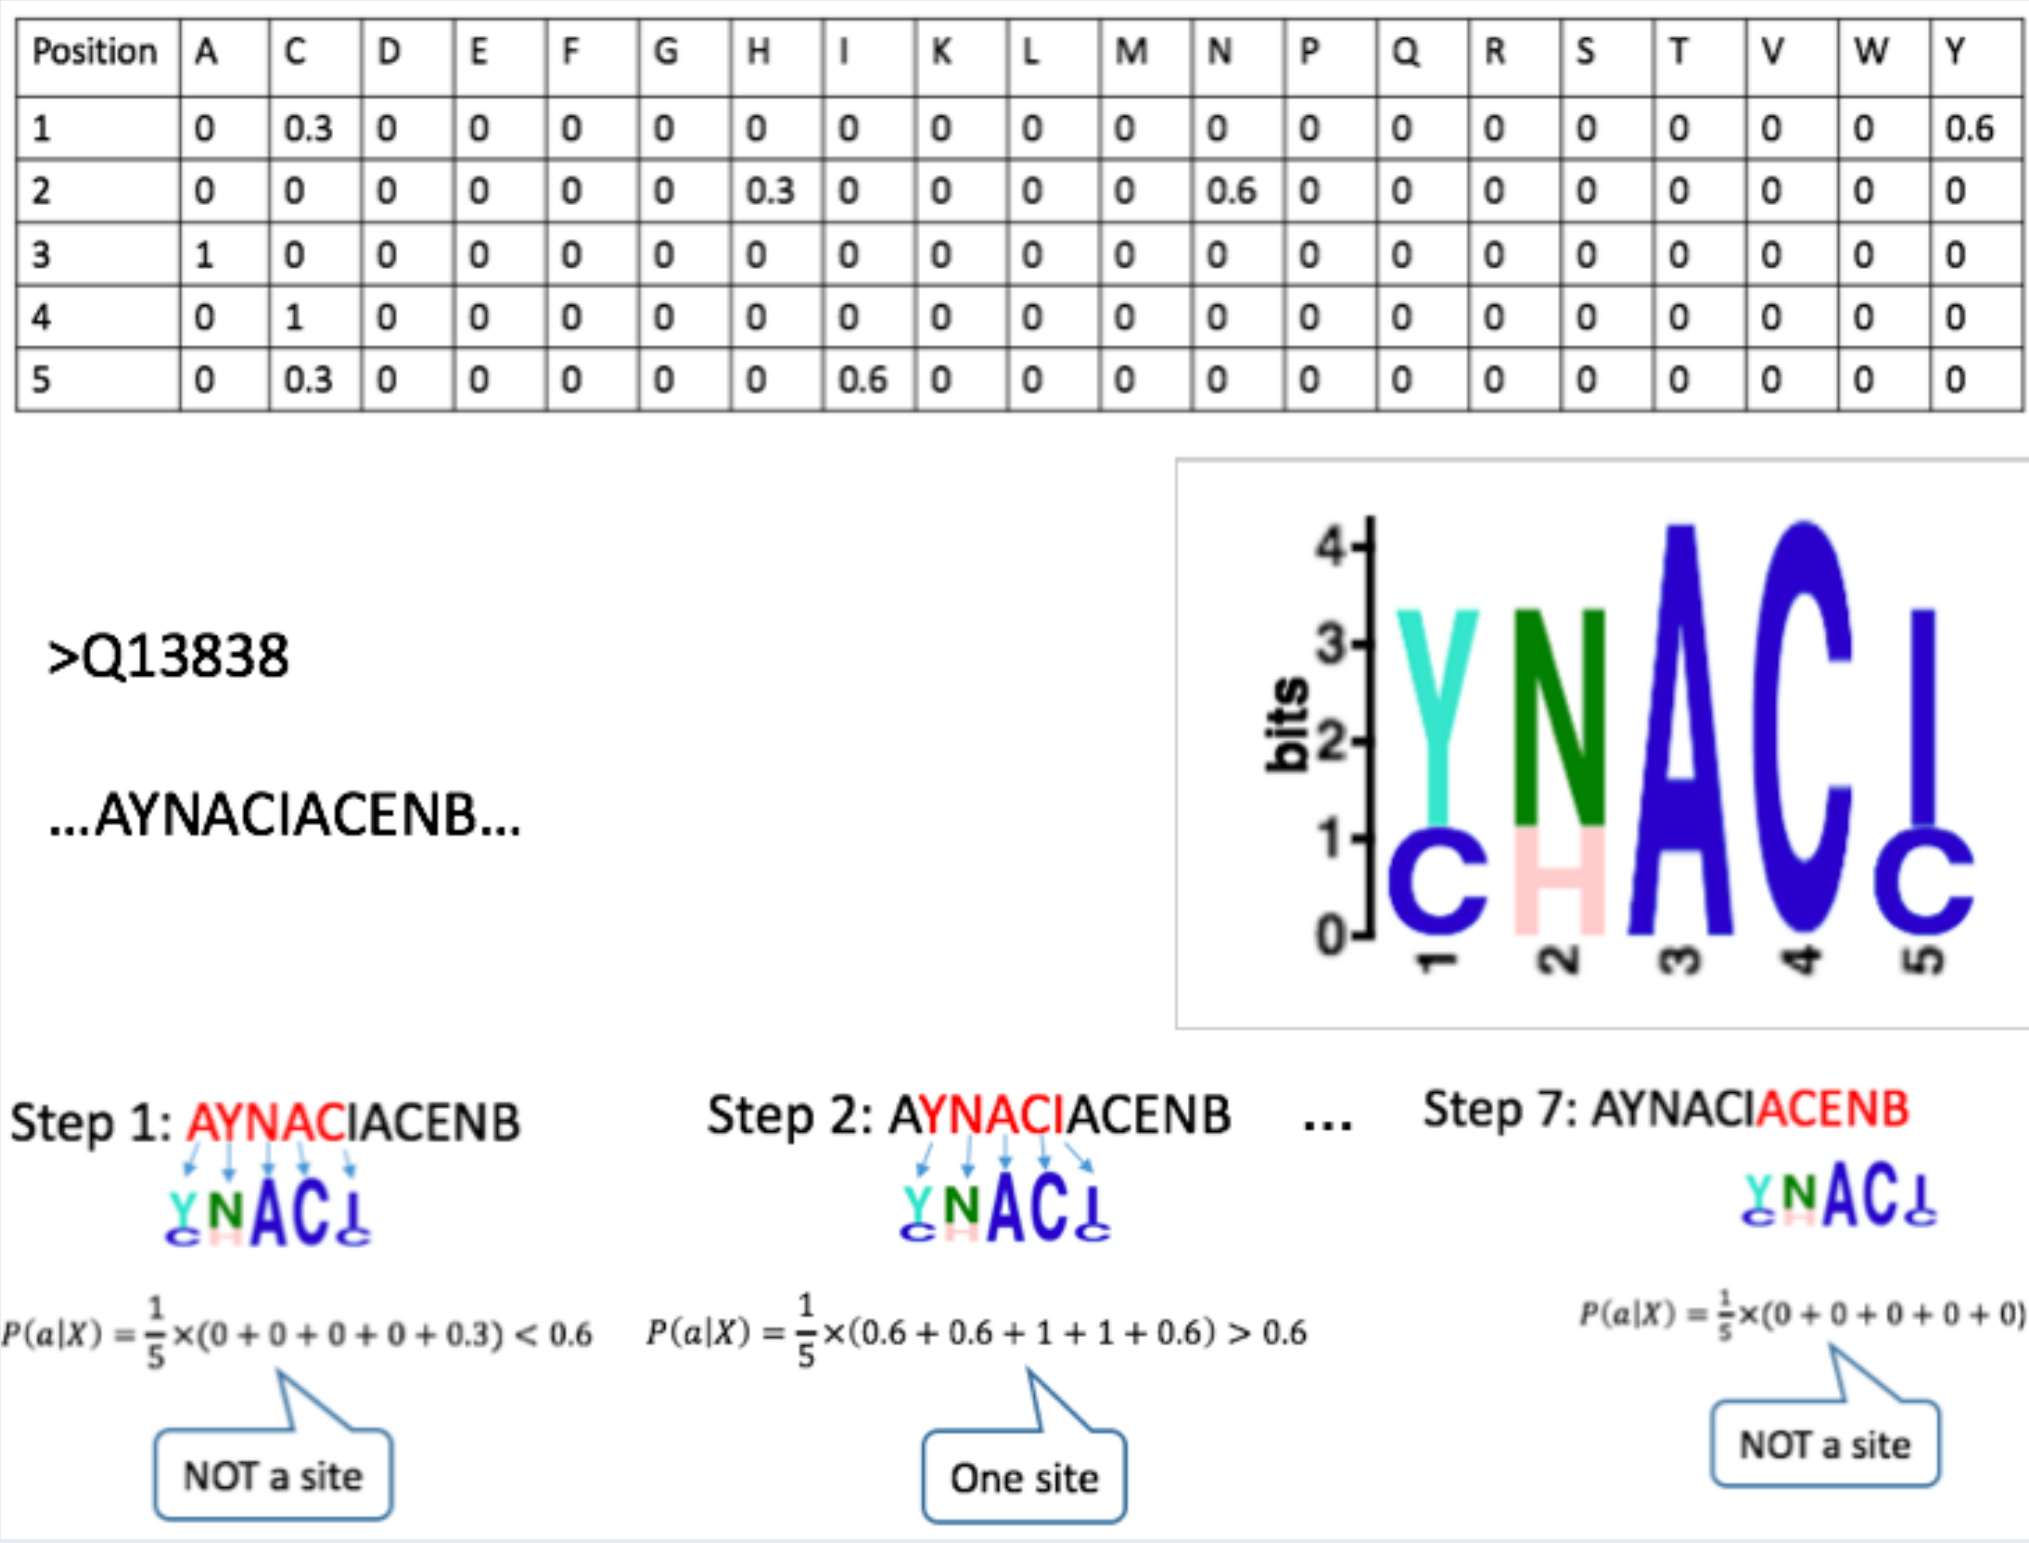 Position A C D E F G H I K L M N P Q R S T V W Y
1 0 0.3 0 0 0 0 0 0 0 0 0 0 0 0 0 0 0 0 0 0.6
2 0 0 0 0 0 0 0.3 0 0 0 0 0.6 0 0 0 0 0 0 0 0
3 1 0 0 0 0 0 0 0 0 0 0 0 0 0 0 0 0 0 0 0
4 0 1 0 0 0 0 0 0 0 0 0 0 0 0 0 0 0 0 0 0
5 0 0.3 0 0 0 0 0 0.6 0 0 0 0 0 0 0 0 0 0 0 0
>Q13838
...AYNACIACENB...
bits
4
3
2
1
0
YNACI
CHC
1 2 3 4 5
Step 1: AYNACIACENB
YNACI
CHC
P(a|X) = 1/5 ×(0 + 0 + 0 + 0 + 0.3) < 0.6
NOT a site
Step 2: AYNACIACENB
YNACI
CHC
P(a|X) = 1/5 ×(0.6 + 0.6 + 1 + 1 + 0.6) > 0.6
One site
...
Step 7: AYNACIACENB
YNACI
CHC
P(a|X) = 1/5 ×(0 + 0 + 0 + 0 + 0)
NOT a site